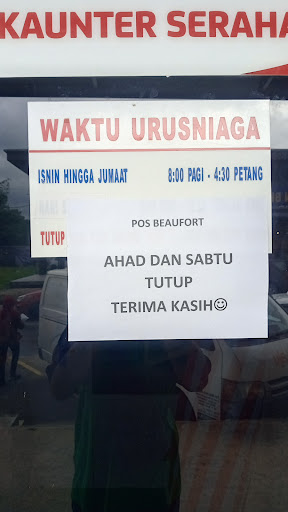 KAUNTER SERAHA
WAKTU URUSNIAGA
ISNIN HINGGA JUMAAT 8:00 PAGI - 4:30 PETANG
TUTUP
POS BEAUFORT
AHAD DAN SABTU
TUTUP
TERIMA KASIH☺